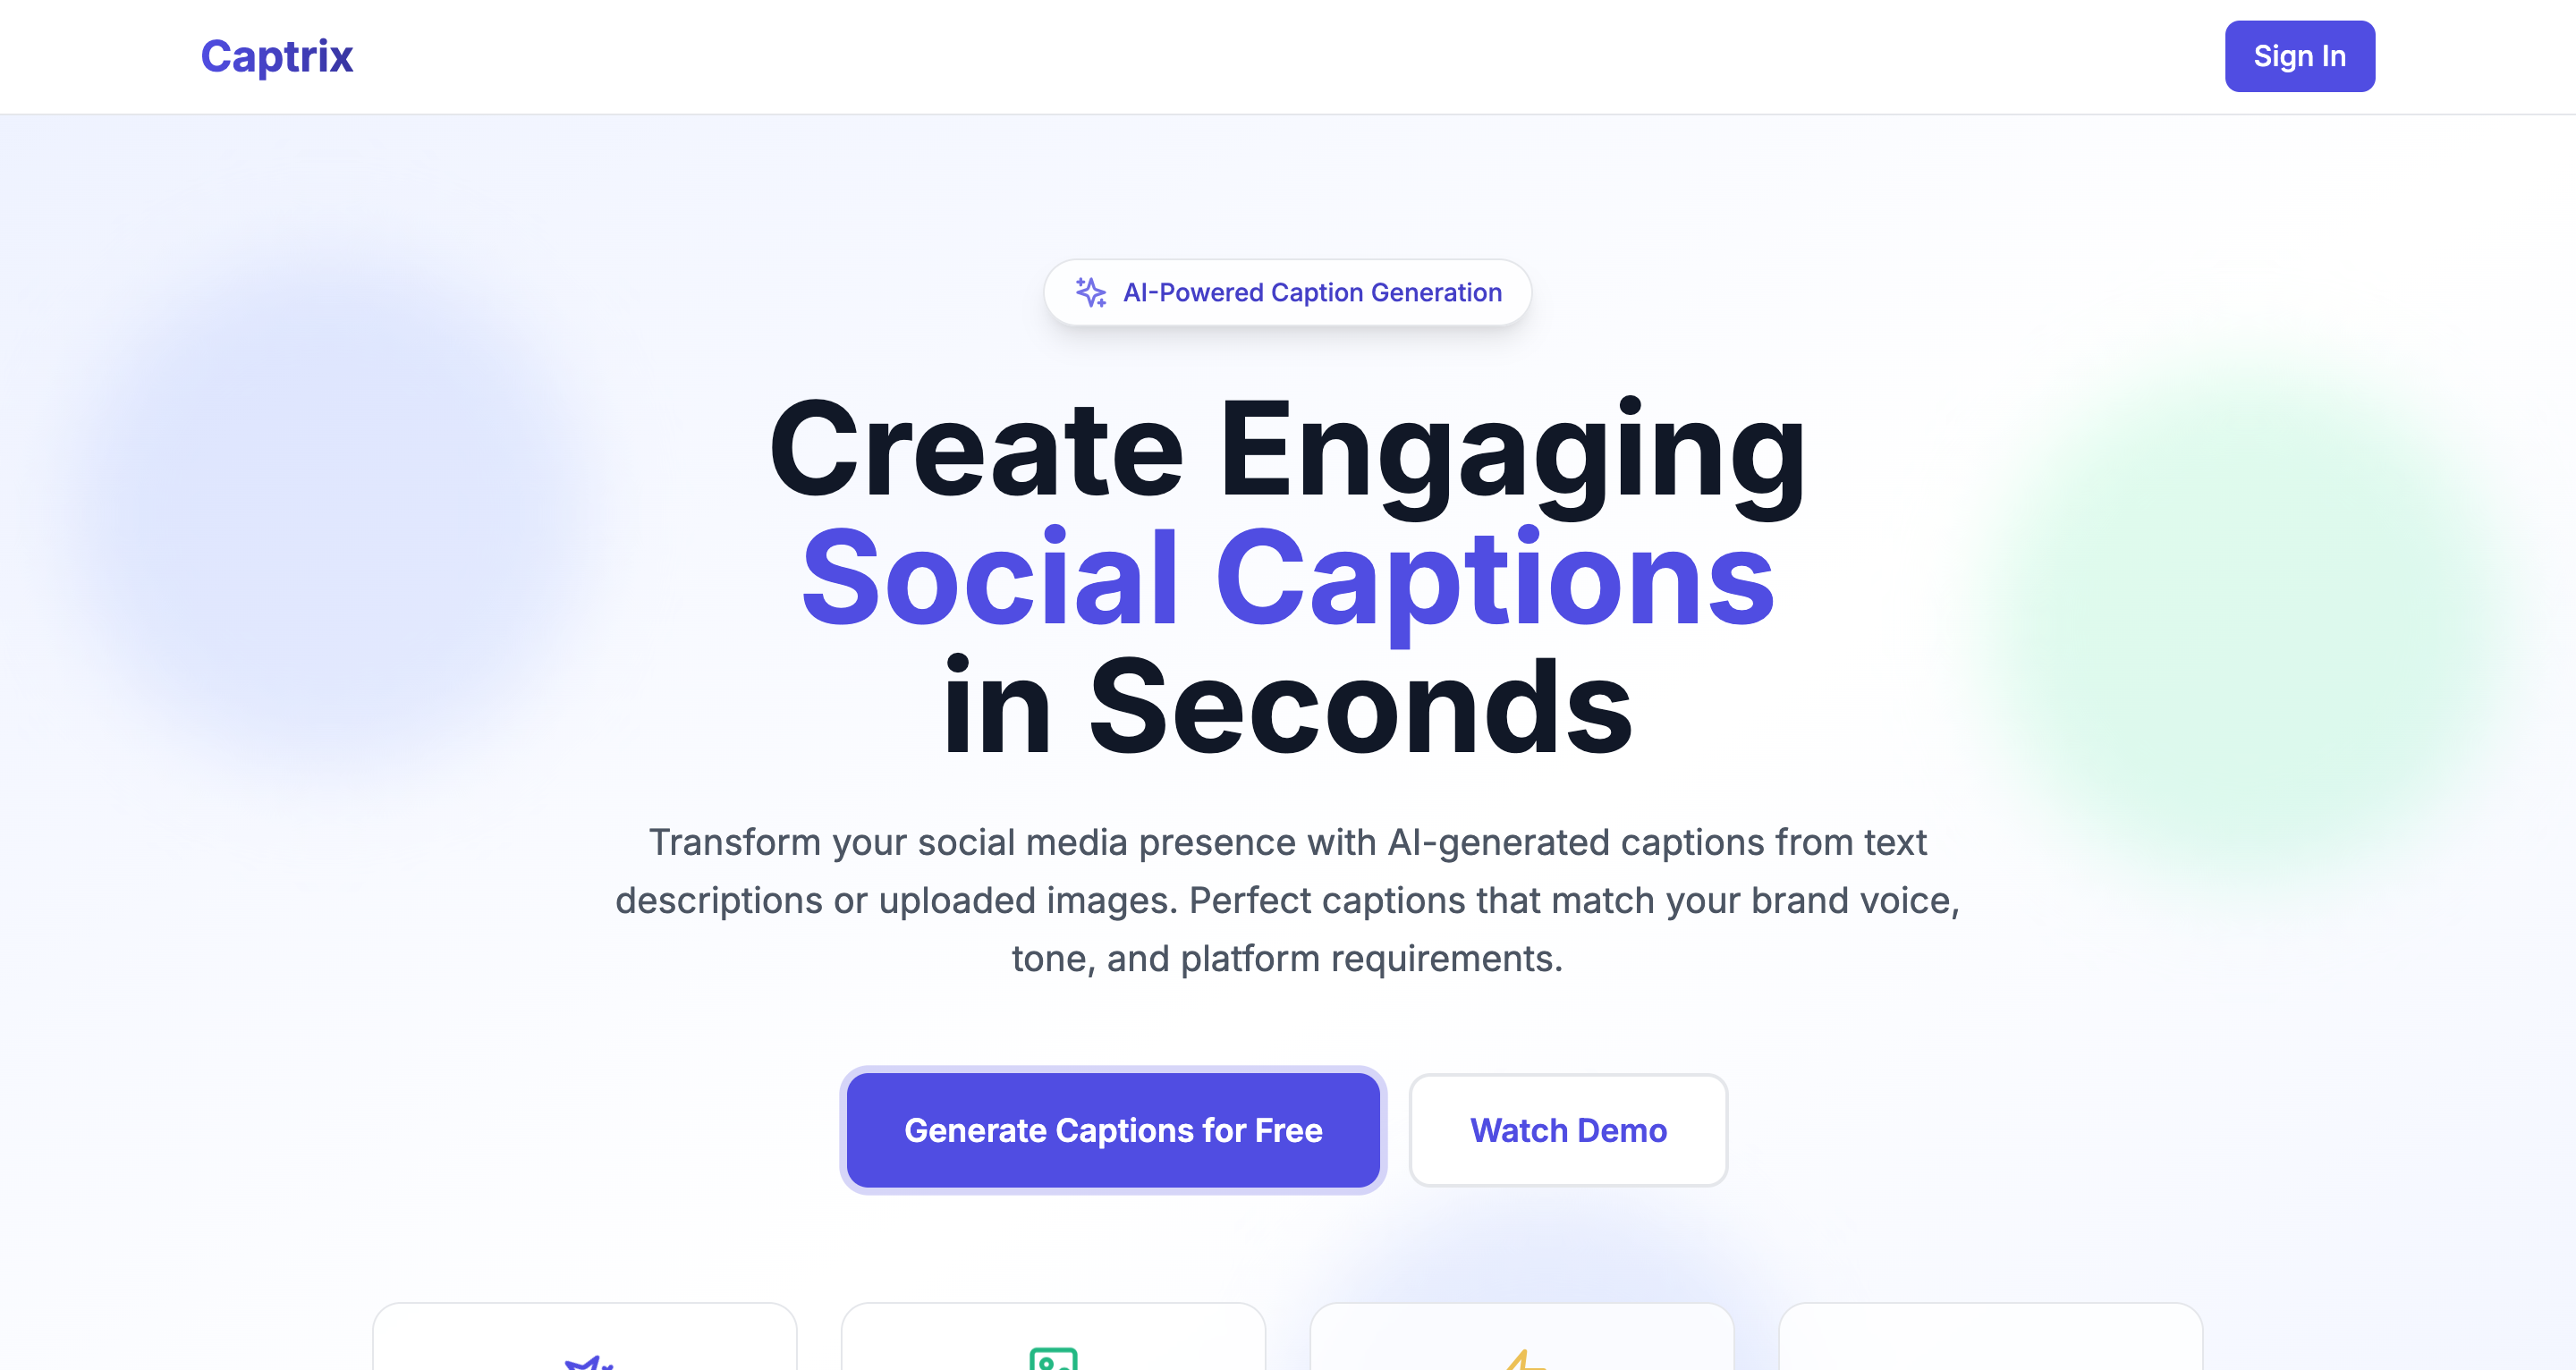 Captrix
Sign In
AI-Powered Caption Generation
Create Engaging
Social Captions
in Seconds
Transform your social media presence with AI-generated captions from text
descriptions or uploaded images. Perfect captions that match your brand voice,
tone, and platform requirements.
Generate Captions for Free
Watch Demo